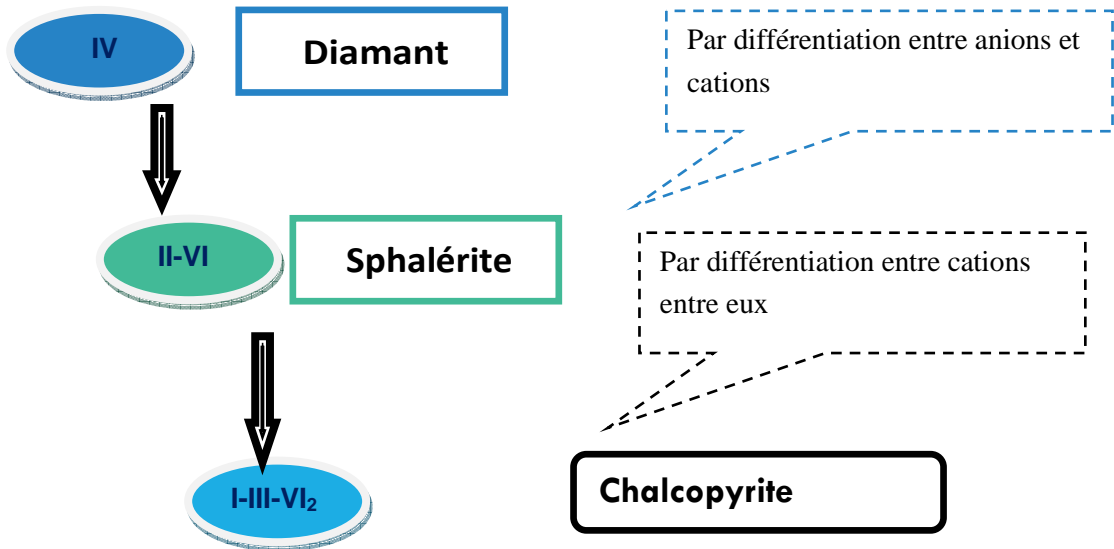 IV
Diamant
Par différentiation entre anions et
cations
II-VI
Sphalérite
Par différentiation entre cations
entre eux
I-III-VI₂
Chalcopyrite